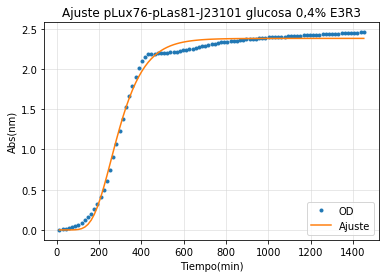 Ajuste pLux76-pLas81-J23101 glucosa 0,4% E3R3
Abs(nm)
2.5
2.0
1.5
1.0
0.5
0.0
0 200 400 600 800 1000 1200 1400
Tiempo(min)
OD
Ajuste